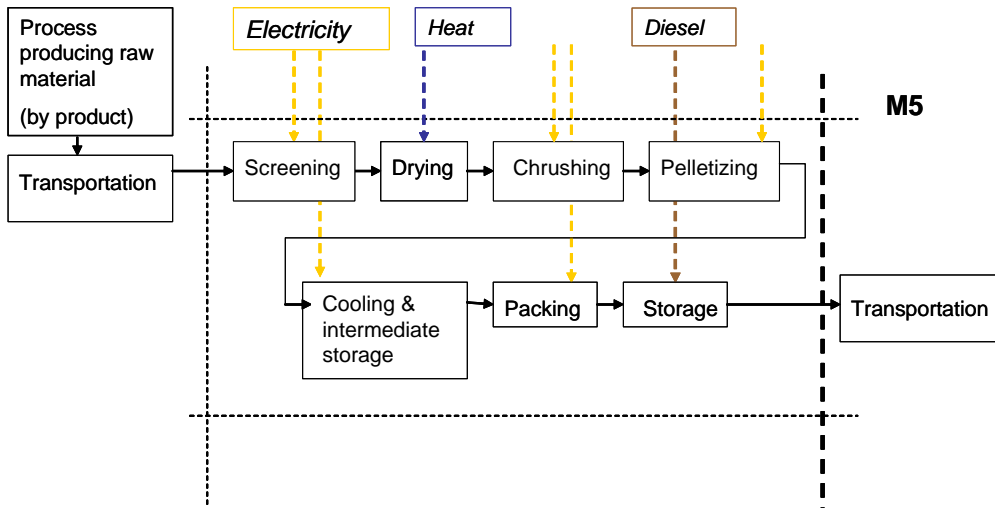 Process
producing raw
material
(by product)
Electricity
Heat
Diesel
M5
Transportation
Screening
Drying
Chrushing
Pelletizing
Cooling &
intermediate
storage
Packing
Storage
Transportation